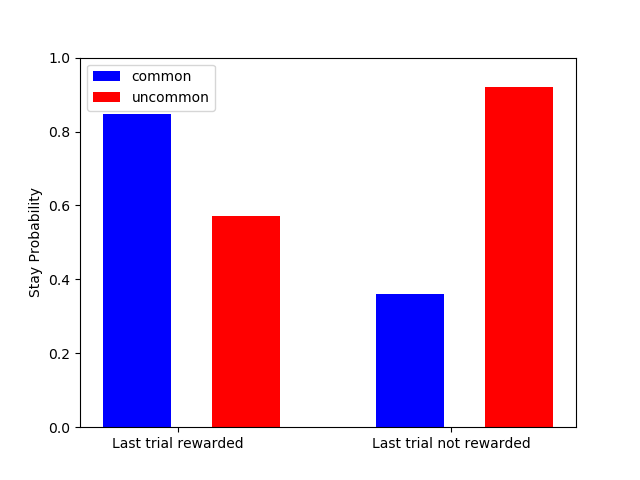 1.0
common
uncommon
0.8
0.6
0.4
0.2
0.0
Stay Probability
Last trial rewarded
Last trial not rewarded